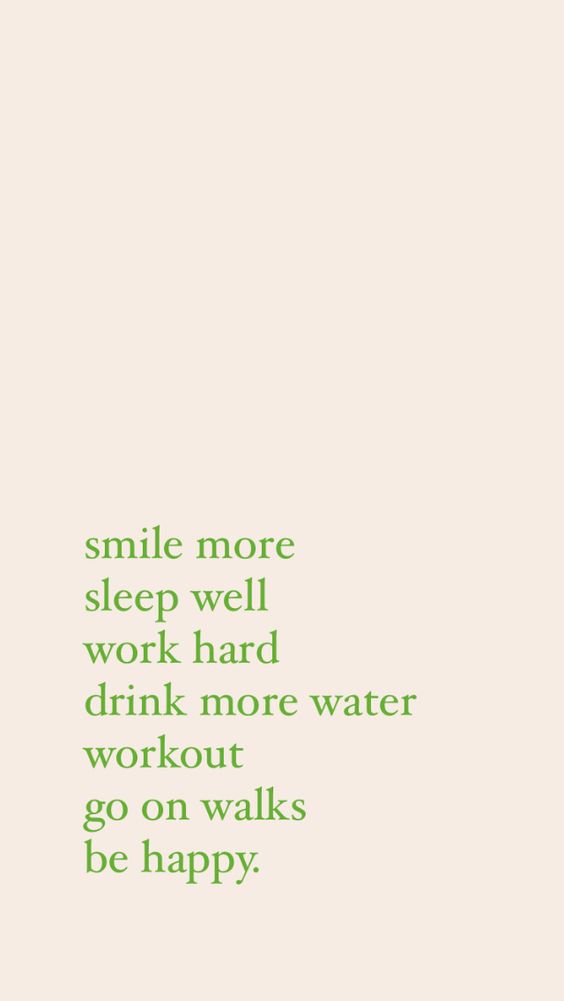 smile more
sleep well
work hard
drink more water
workout
go on walks
be happy.